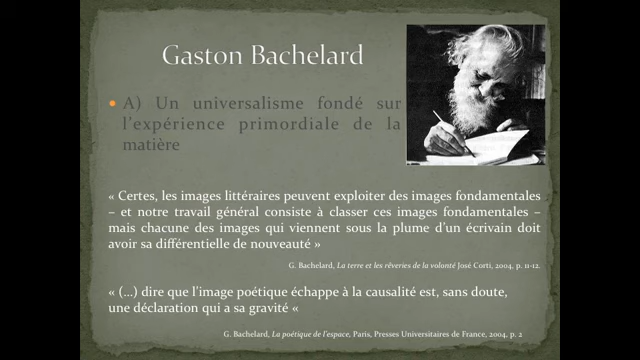 Gaston Bachelard
A) Un universalisme fondé sur
l'expérience primordiale de la
matière
« Certes, les images littéraires peuvent exploiter des images fondamentales
– et notre travail général consiste à classer ces images fondamentales –
mais chacune des images qui viennent sous la plume d'un écrivain doit
avoir sa différentielle de nouveauté »
G. Bachelard, La terre et les rêveries de la volonté José Corti, 2004, p. 11-12.
« (...) dire que l'image poétique échappe à la causalité est, sans doute,
une déclaration qui a sa gravité «
G. Bachelard, La poétique de l'espace, Paris, Presses Universitaires de France, 2004, p. 2